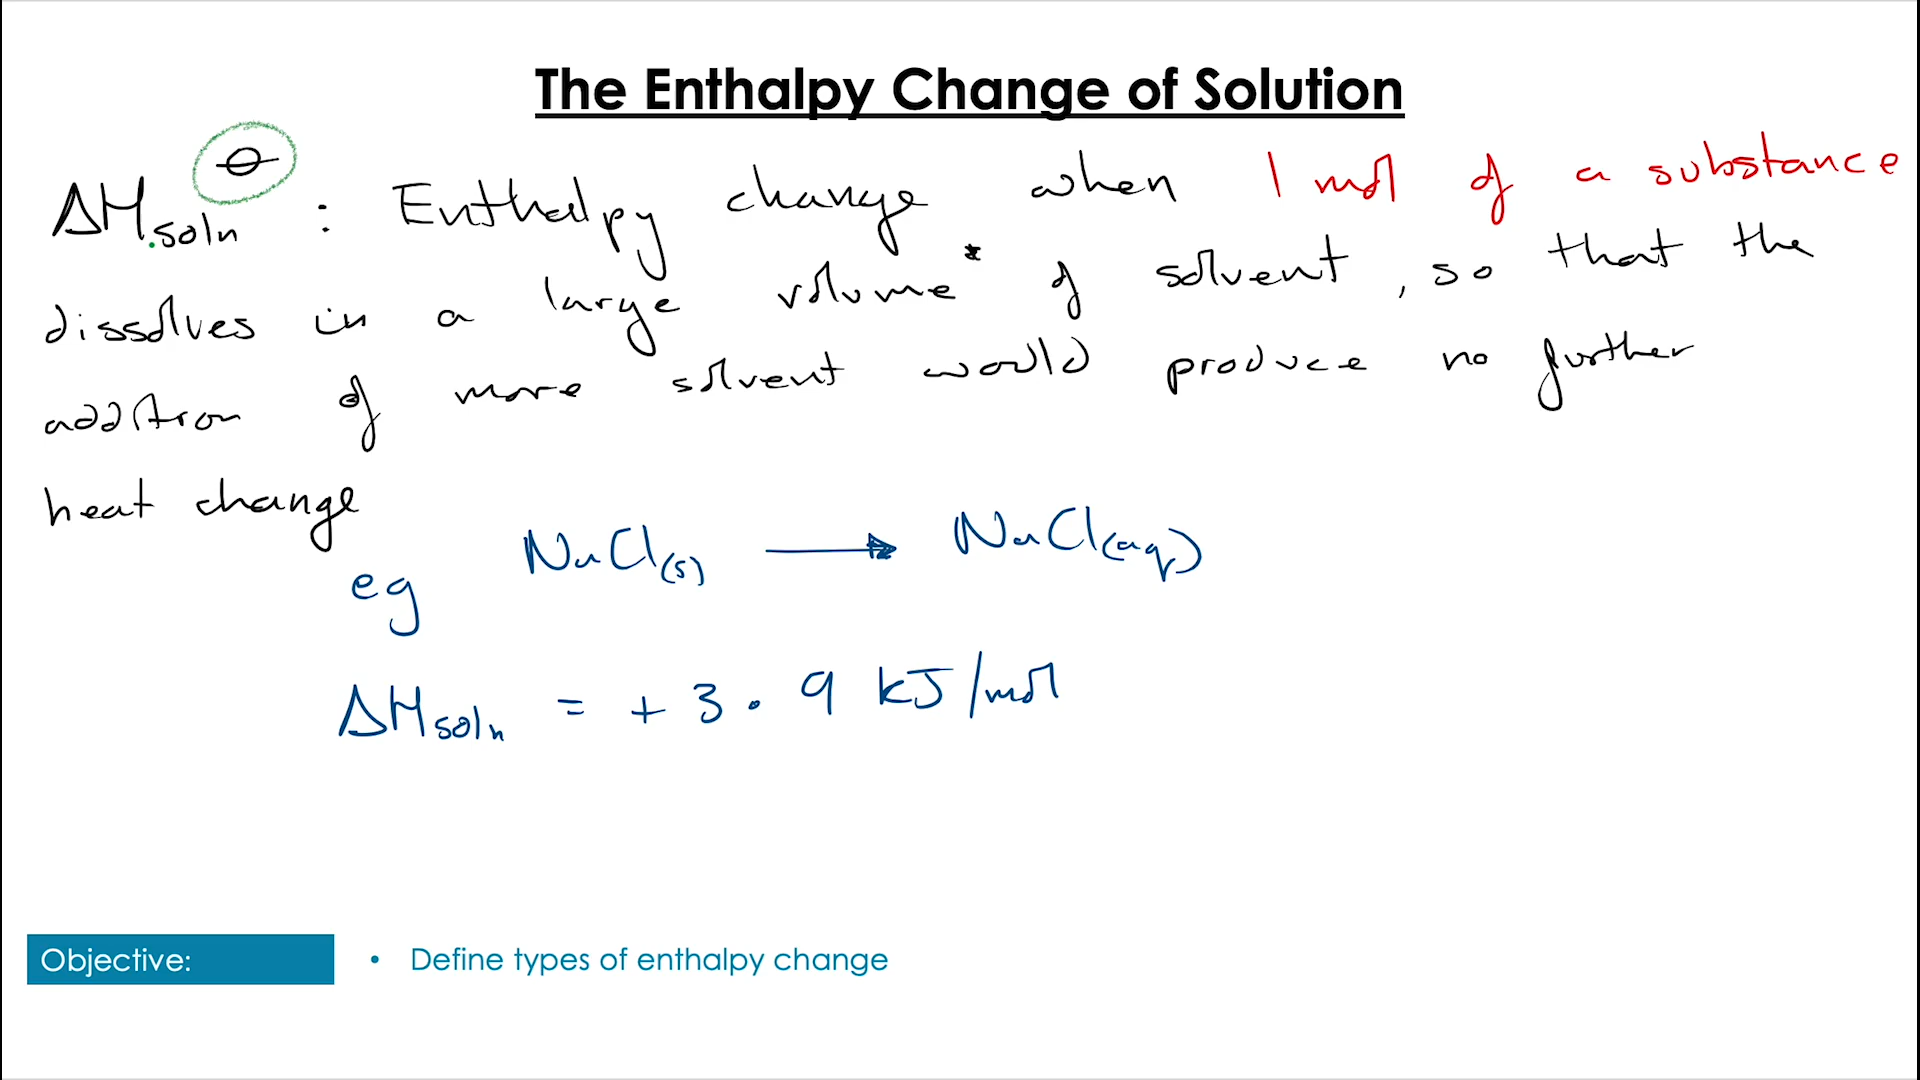 The Enthalpy Change of Solution
ΔH⦵soln : Enthalpy change when 1 mol of a substance
dissolves in a large volume* of solvent, so that the
addition of more solvent would produce no further
heat change
eg NaCl(s) → NaCl(aq)
ΔHsoln = + 3.9 kJ/mol
Objective: • Define types of enthalpy change